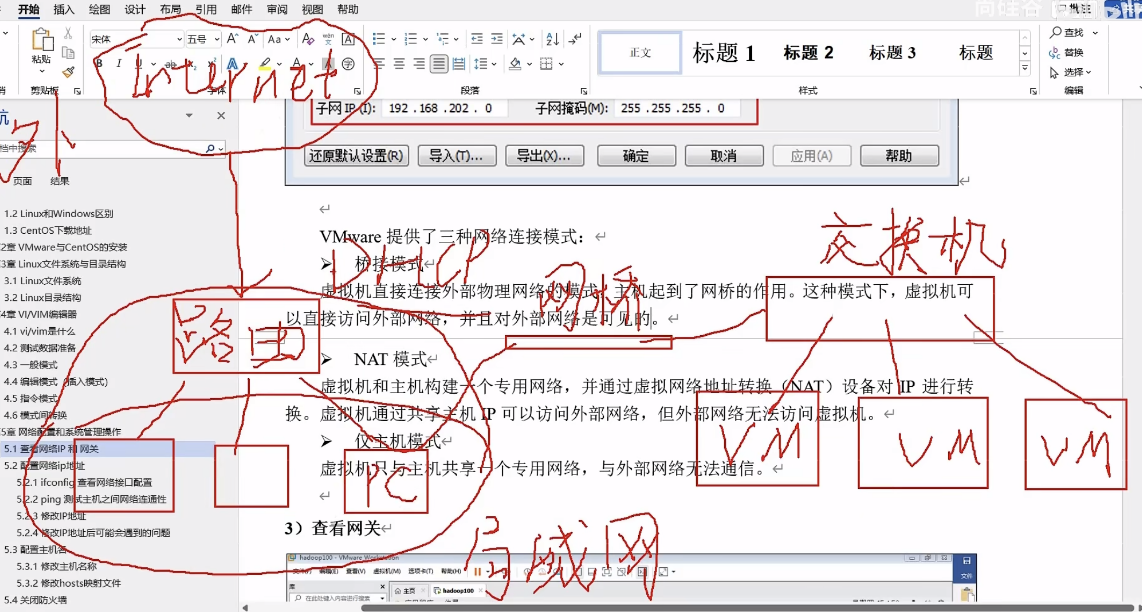 开始 插入 绘图 设计 布局 引用 邮件 审阅 视图 帮助
尚硅谷
批注
粘贴
宋体 五号
正文 标题 1 标题 2 标题 3 标题
查找
替换
选择
剪贴板 字体 段落 样式 编辑
Internet
子网 IP (I): 192 .168 .202 . 0 子网掩码(M): 255 .255 .255 . 0
还原默认设置(R) 导入(T)... 导出(X)... 确定 取消 应用(A) 帮助
页面 结果
1.2 Linux和Windows区别
1.3 CentOS下载地址
2章 VMware与CentOS的安装
3章 Linux文件系统与目录结构
3.1 Linux文件系统
3.2 Linux目录结构
4章 VI/VIM编辑器
4.1 vi/vim是什么
4.2 测试数据准备
4.3 一般模式
4.4 编辑模式 (插入模式)
4.5 指令模式
4.6 模式间转换
5章 网络配置和系统管理操作
5.1 查看网络IP 和 网关
5.2 配置网络ip地址
5.2.1 ifconfig 查看网络接口配置
5.2.2 ping 测试主机之间网络连通性
5.2.3 修改IP地址
5.2.4 修改IP地址后可能会遇到的问题
5.3 配置主机名
5.3.1 修改主机名称
5.3.2 修改hosts映射文件
5.4 关闭防火墙
VMware 提供了三种网络连接模式：
桥接模式
虚拟机直接连接外部物理网络的模式，主机起到了网桥的作用。这种模式下，虚拟机可
以直接访问外部网络，并且对外部网络是可见的。
NAT 模式
虚拟机和主机构建一个专用网络，并通过虚拟网络地址转换（NAT）设备对 IP 进行转
换。虚拟机通过共享主机 IP 可以访问外部网络，但外部网络无法访问虚拟机。
仅主机模式
虚拟机只与主机共享一个专用网络，与外部网络无法通信。
3）查看网关
DHCP
网桥
交换机
路由
PC
VM VM VM
局域网
hadoop100 - VMware Workstation
文件(F) 编辑(E) 查看(V) 虚拟机(M) 选项卡(T) 帮助(H)
主页 hadoop100
文件